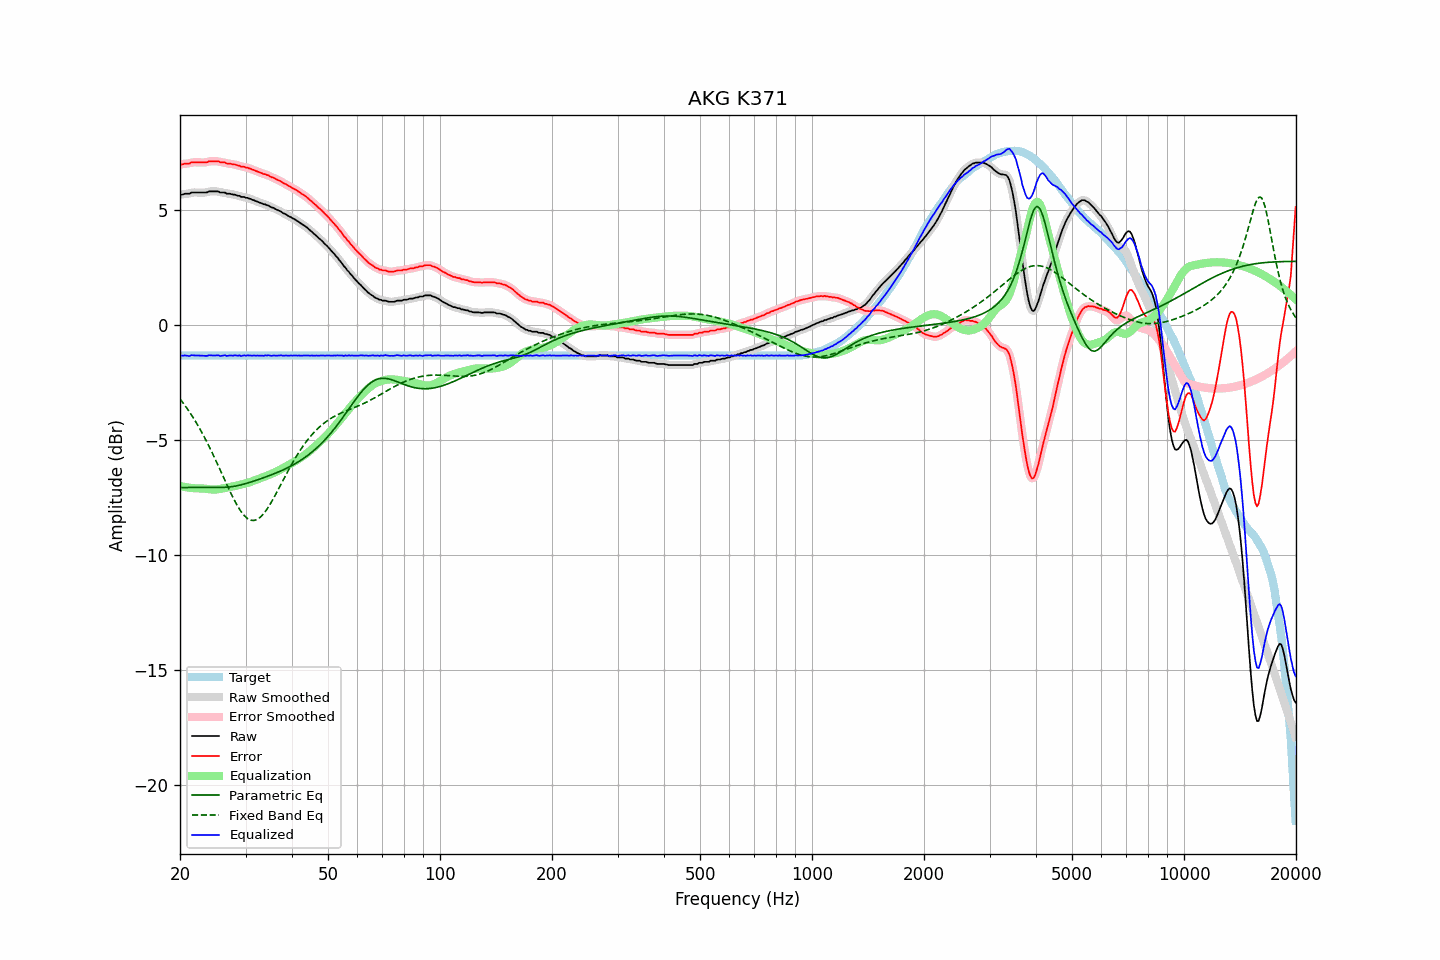 AKG K371
Amplitude (dBr)
5
0
−5
−10
−15
−20
Target
Raw Smoothed
Error Smoothed
Raw
Error
Equalization
Parametric Eq
Fixed Band Eq
Equalized
20 50 100 200 500 1000 2000 5000 10000 20000
Frequency (Hz)